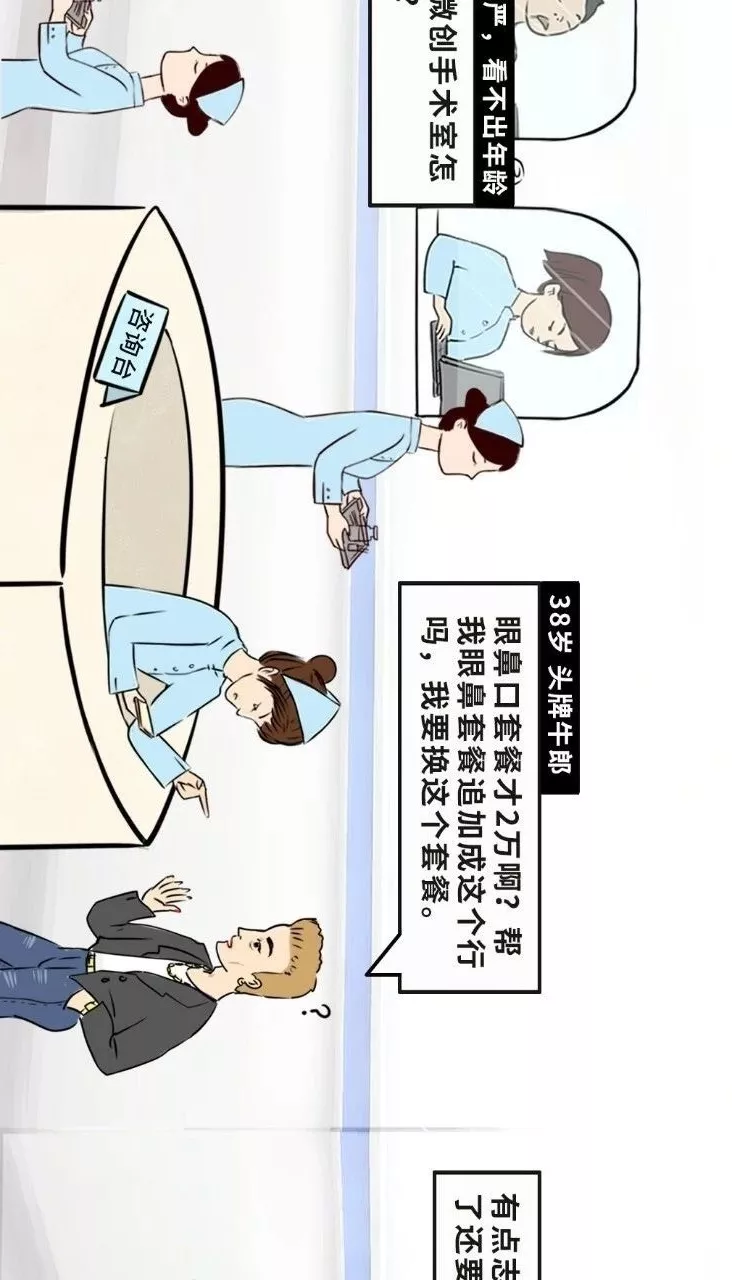 严，看不出年龄
微创手术室怎
?
咨询台
38岁 头牌牛郎
眼鼻口套餐才2万啊？帮
我眼鼻套餐追加成这个行
吗，我要换这个套餐。
?
有点志
了还要